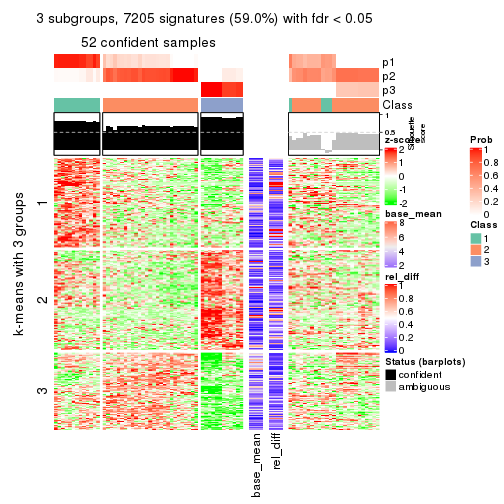 3 subgroups, 7205 signatures (59.0%) with fdr < 0.05
52 confident samples
p1
p2
p3
Class
1
0.5
0
Silhouette
score
k-means with 3 groups
1
2
3
base_mean
rel_diff
z-score
2
1
0
-1
-2
base_mean
8
6
4
2
rel_diff
1
0.8
0.6
0.4
0.2
0
Status (barplots)
confident
ambiguous
Prob
1
0.8
0.6
0.4
0.2
0
Class
1
2
3